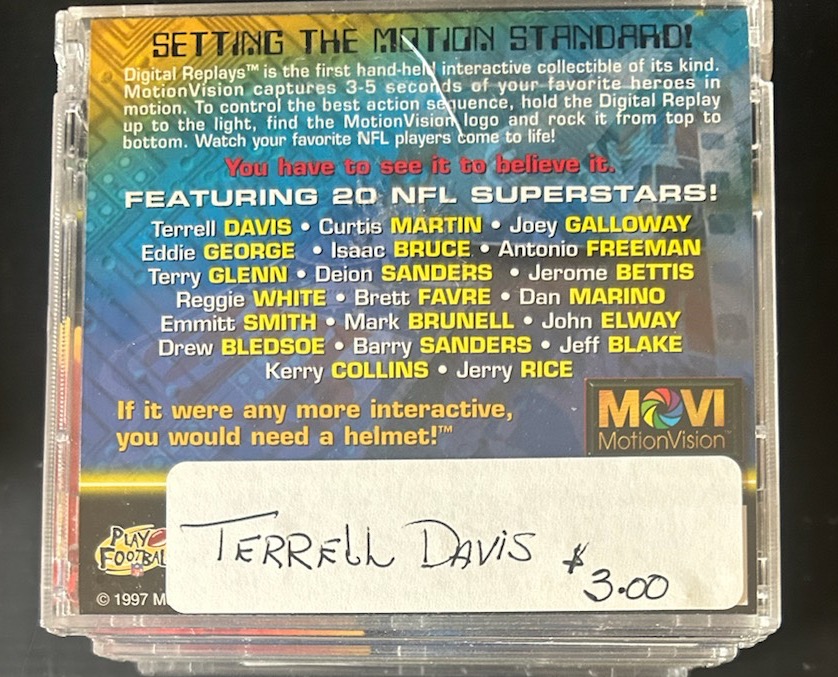 SETTING THE MOTION STANDARD!
Digital Replays™ is the first hand-held interactive collectible of its kind.
MotionVision captures 3-5 seconds of your favorite heroes in
motion. To control the best action sequence, hold the Digital Replay
up to the light, find the MotionVision logo and rock it from top to
bottom. Watch your favorite NFL players come to life!
You have to see it to believe it.
FEATURING 20 NFL SUPERSTARS!
Terrell DAVIS • Curtis MARTIN • Joey GALLOWAY
Eddie GEORGE • Isaac BRUCE • Antonio FREEMAN
Terry GLENN • Deion SANDERS • Jerome BETTIS
Reggie WHITE • Brett FAVRE • Dan MARINO
Emmitt SMITH • Mark BRUNELL • John ELWAY
Drew BLEDSOE • Barry SANDERS • Jeff BLAKE
Kerry COLLINS • Jerry RICE
If it were any more interactive,
you would need a helmet!™
MOVI
MotionVision™
PLAY
FOOTBAL
TERRELL DAVIS $3.00
© 1997 M